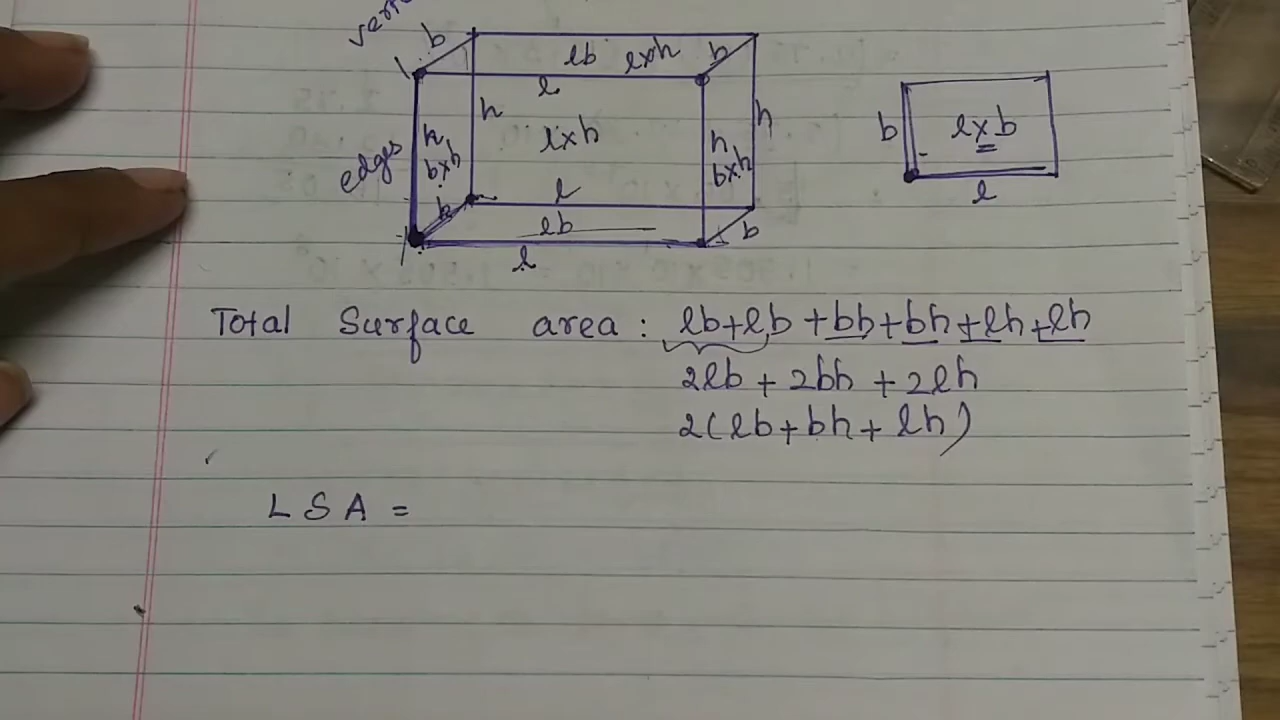 b
lb l×h b
l
h h
h l×h h b
b×h b×h l×b
edges
l l
b
lb b
l
Total Surface area : lb+lb+bh+bh+lh+lh
2lb + 2bh + 2lh
2(lb+bh+lh)
L S A =